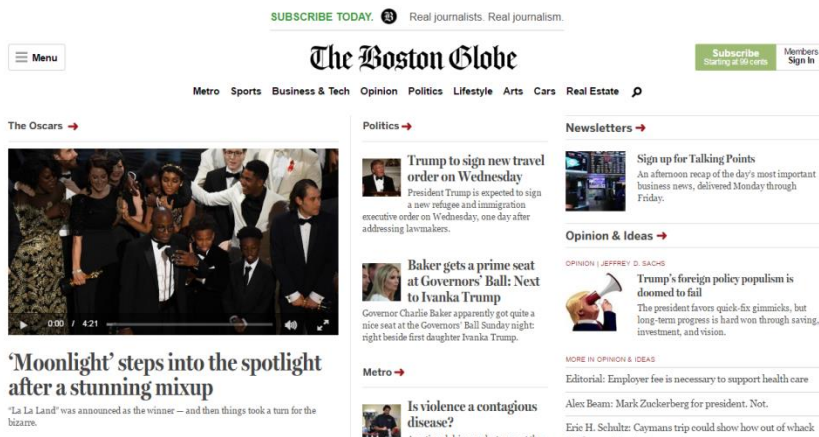 SUBSCRIBE TODAY. B Real journalists. Real journalism.
Menu
The Boston Globe
Subscribe
Starting at 99 cents
Members
Sign In
Metro Sports Business & Tech Opinion Politics Lifestyle Arts Cars Real Estate
The Oscars
0:00 / 4:21
‘Moonlight’ steps into the spotlight
after a stunning mixup
“La La Land” was announced as the winner — and then things took a turn for the
bizarre.
Politics
Trump to sign new travel
order on Wednesday
President Trump is expected to sign
a new refugee and immigration
executive order on Wednesday, one day after
addressing lawmakers.
Baker gets a prime seat
at Governors’ Ball: Next
to Ivanka Trump
Governor Charlie Baker apparently got quite a
nice seat at the Governors’ Ball Sunday night:
right beside first daughter Ivanka Trump.
Metro
Is violence a contagious
disease?
Newsletters
Sign up for Talking Points
An afternoon recap of the day’s most important
business news, delivered Monday through
Friday.
Opinion & Ideas
OPINION | JEFFREY D. SACHS
Trump’s foreign policy populism is
doomed to fail
The president favors quick-fix gimmicks, but
long-term progress is hard won through saving,
investment, and vision.
MORE IN OPINION & IDEAS
Editorial: Employer fee is necessary to support health care
Alex Beam: Mark Zuckerberg for president. Not.
Eric H. Schultz: Caymans trip could show how out of whack